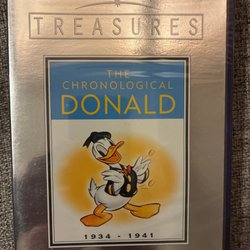 TREASURES
THE
CHRONOLOGICAL
DONALD
1934 - 1941